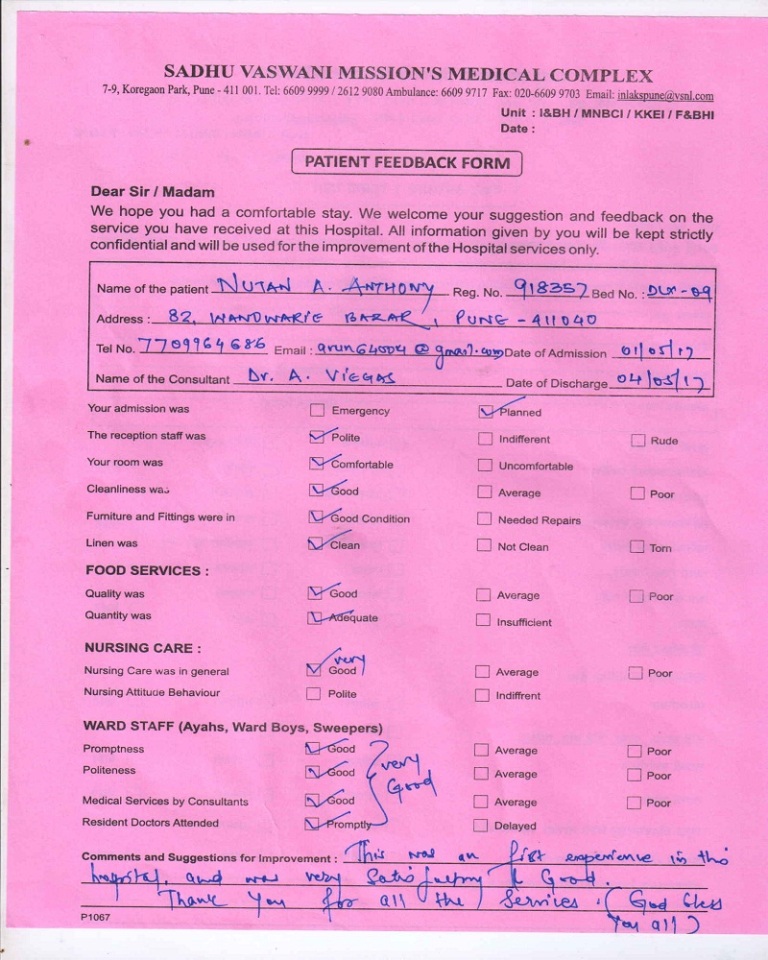 SADHU VASWANI MISSION'S MEDICAL COMPLEX
7-9, Koregaon Park, Pune - 411 001. Tel: 6609 9999 / 2612 9080 Ambulance: 6609 9717 Fax: 020-6609 9703 Email: inlakspune@vsnl.com
Unit : I&BH / MNBCI / KKEI / F&BHI
Date :
PATIENT FEEDBACK FORM
Dear Sir / Madam
We hope you had a comfortable stay. We welcome your suggestion and feedback on the
service you have received at this Hospital. All information given by you will be kept strictly
confidential and will be used for the improvement of the Hospital services only.
Name of the patient NUTAN A. ANTHONY Reg. No. 918357 Bed No. : DLX-09
Address : 82, WANOWARIE BAZAR, PUNE - 411040
Tel No. 7709964686 Email : arun64004@gmail.com Date of Admission 01/05/17
Name of the Consultant Dr. A. VIEGAS Date of Discharge 04/05/17
Your admission was Emergency Planned
The reception staff was Polite Indifferent Rude
Your room was Comfortable Uncomfortable
Cleanliness was Good Average Poor
Furniture and Fittings were in Good Condition Needed Repairs
Linen was Clean Not Clean Torn
FOOD SERVICES :
Quality was Good Average Poor
Quantity was Adequate Insufficient
NURSING CARE :
very
Nursing Care was in general Good Average Poor
Nursing Attitude Behaviour Polite Indiffrent
WARD STAFF (Ayahs, Ward Boys, Sweepers)
Promptness Good Average Poor
very
Politeness Good Average Poor
Good
Medical Services by Consultants Good Average Poor
Resident Doctors Attended Promptly Delayed
Comments and Suggestions for Improvement : This was an first experience in this
hospital, and was very Satisfactory & Good.
Thank you for all the services. (God bless
you all)
P1067